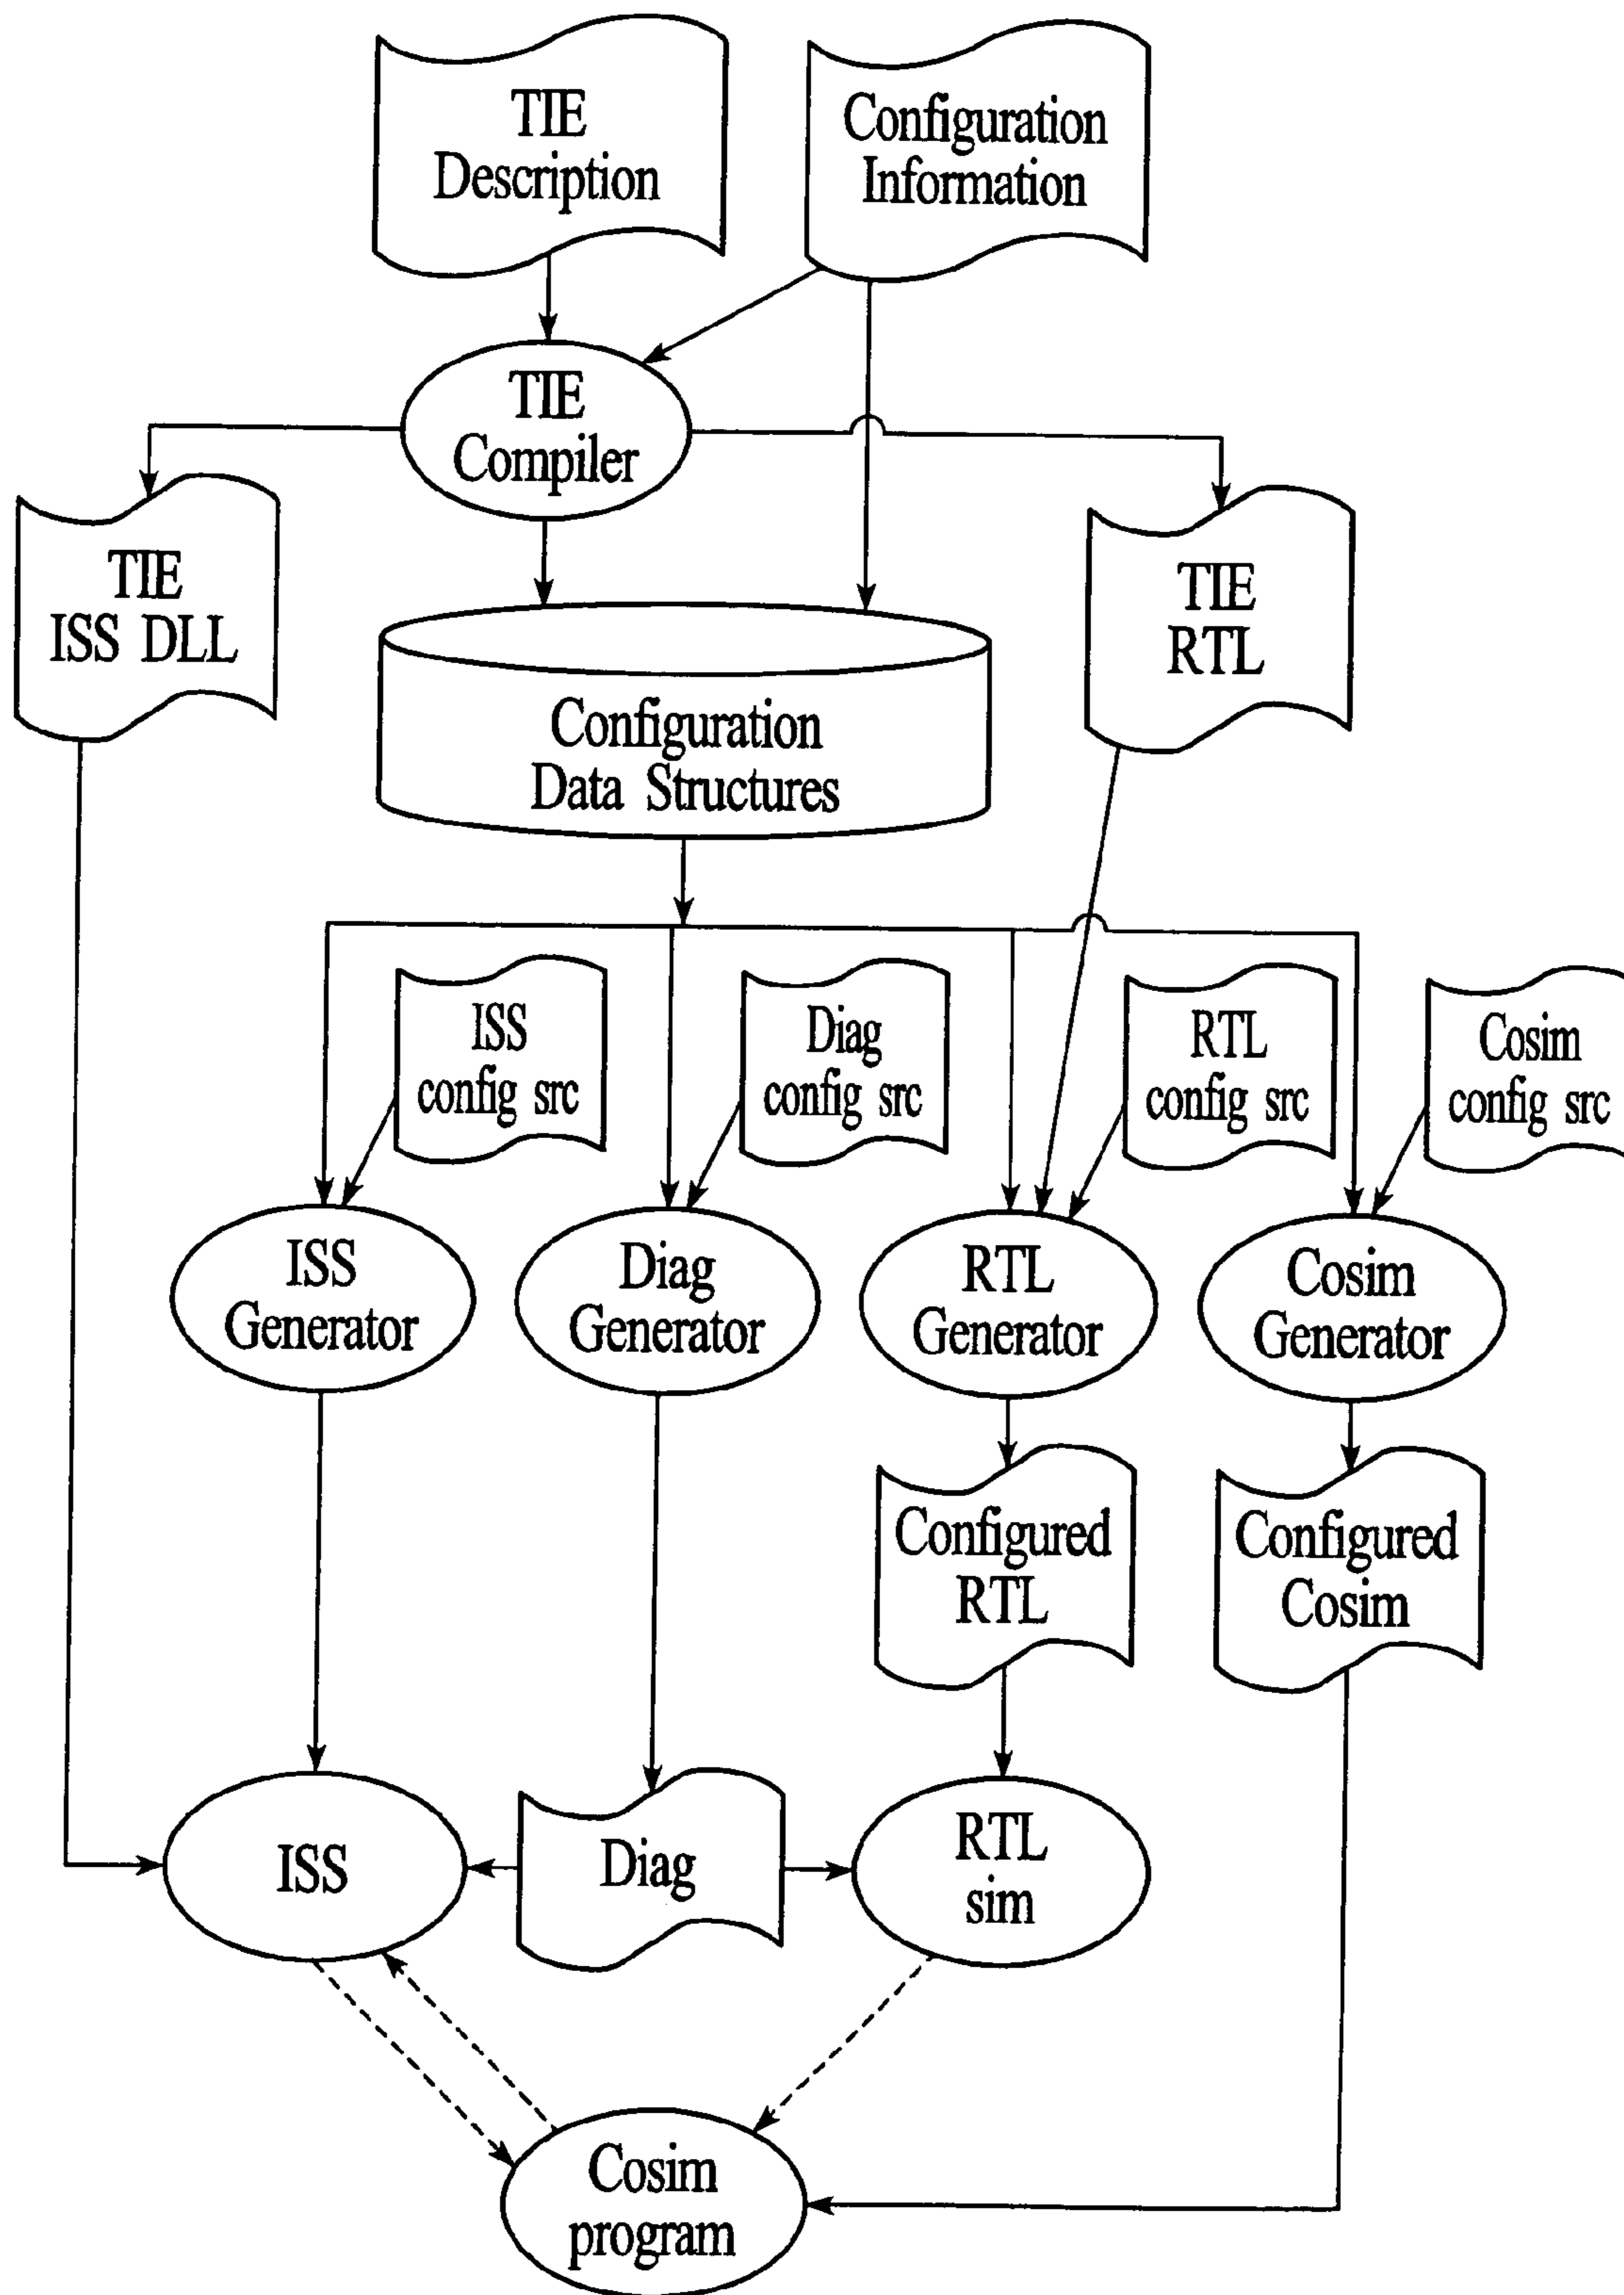 TIE
Description
Configuration
Information
TIE
Compiler
TIE
ISS DLL
TIE
RTL
Configuration
Data Structures
ISS
config src
Diag
config src
RTL
config src
Cosim
config src
ISS
Generator
Diag
Generator
RTL
Generator
Cosim
Generator
Configured
RTL
Configured
Cosim
ISS
Diag
RTL
sim
Cosim
program